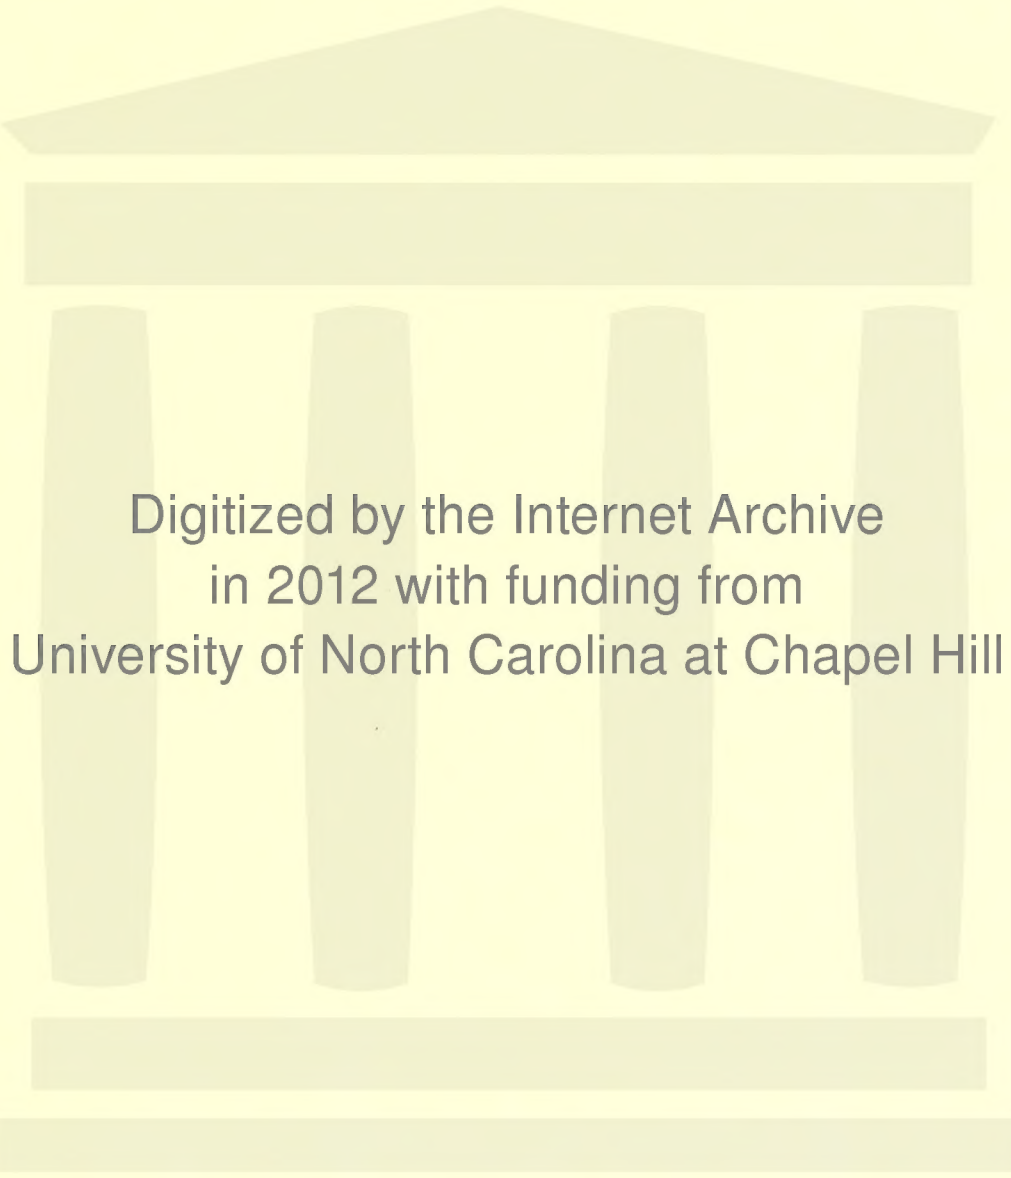 Digitized by the Internet Archive
in 2012 with funding from
University of North Carolina at Chapel Hill